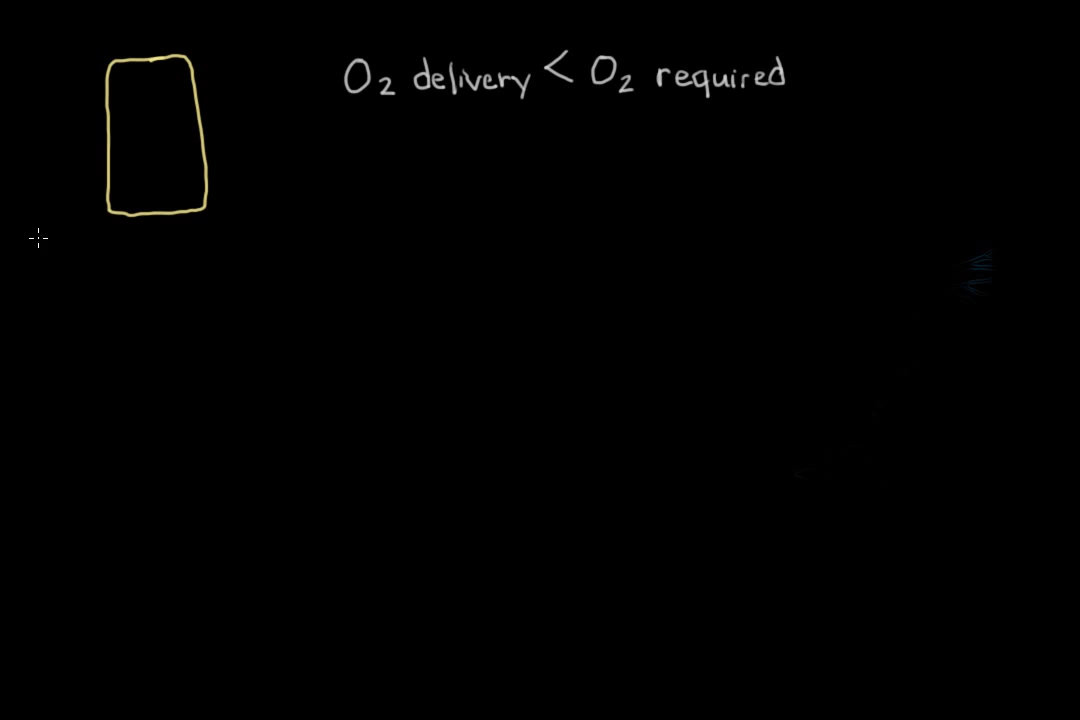 O₂ delivery < O₂ required